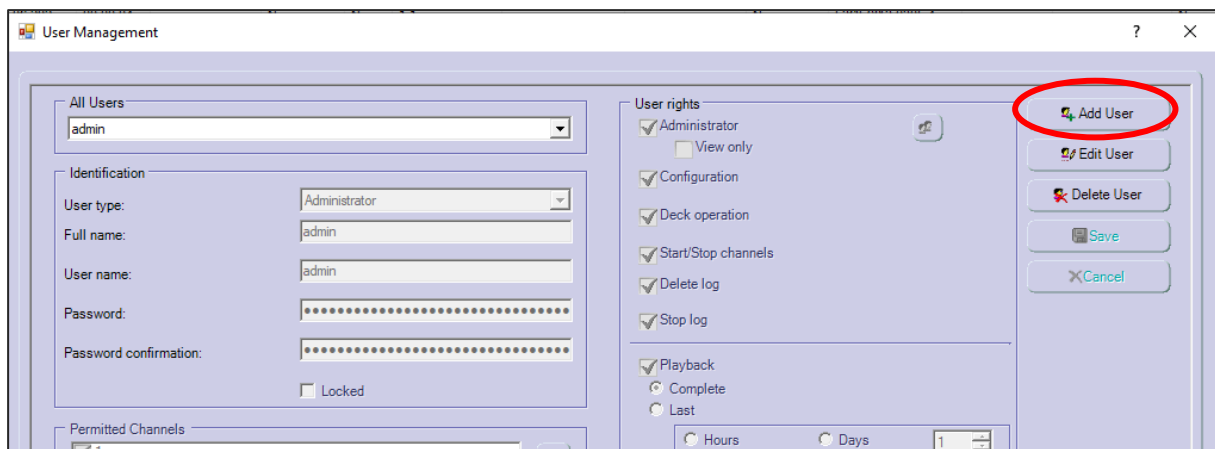 User Management
?
All Users
admin
Identification
User type:
Administrator
Full name:
admin
User name:
admin
Password:
Password confirmation:
Locked
Permitted Channels
User rights
Administrator
View only
Configuration
Deck operation
Start/Stop channels
Delete log
Stop log
Playback
Complete
Last
Hours
Days
1
Add User
Edit User
Delete User
Save
Cancel